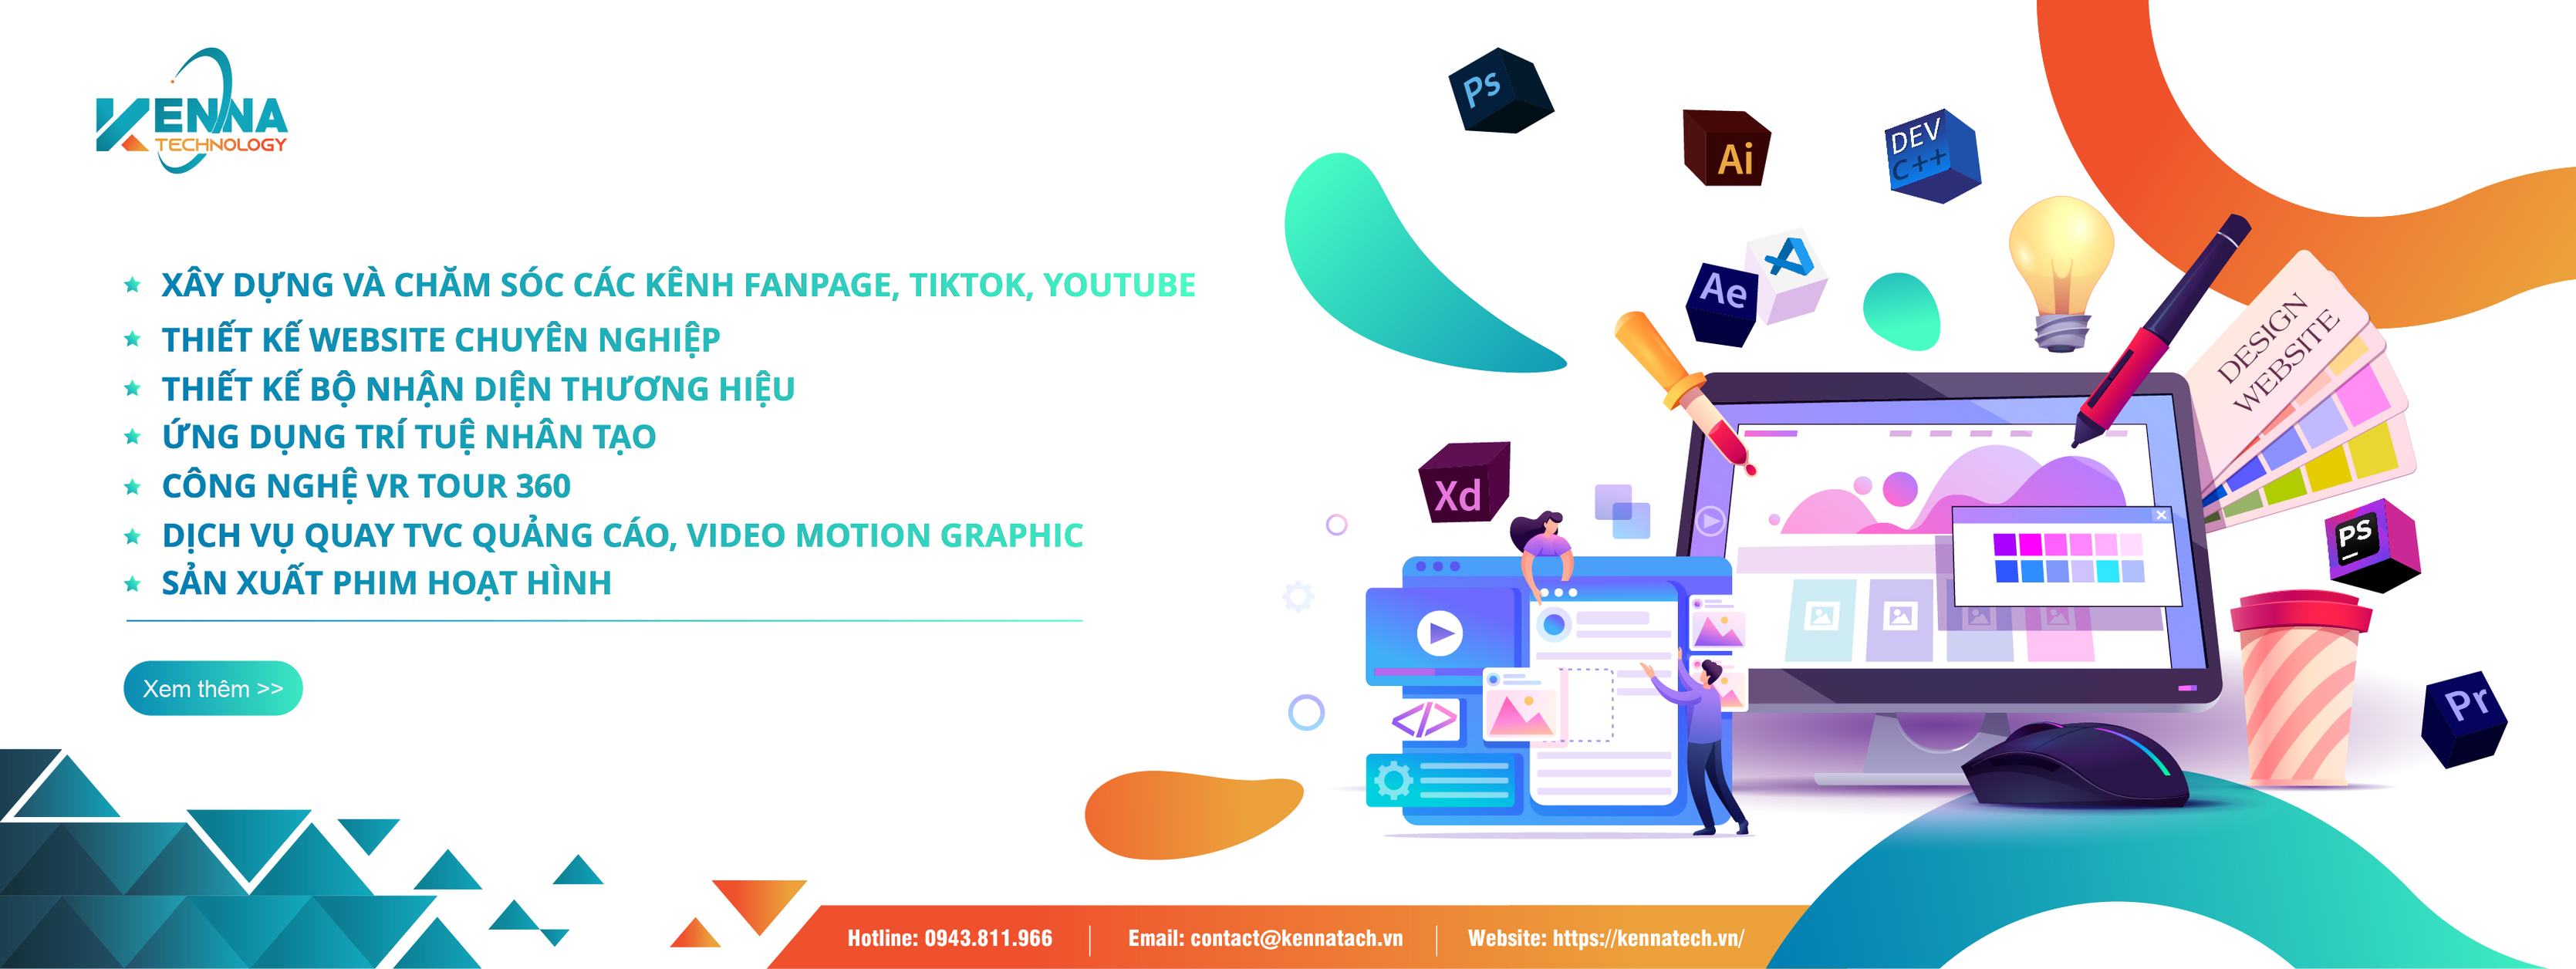 KENNA
TECHNOLOGY
XÂY DỰNG VÀ CHĂM SÓC CÁC KÊNH FANPAGE, TIKTOK, YOUTUBE
THIẾT KẾ WEBSITE CHUYÊN NGHIỆP
THIẾT KẾ BỘ NHẬN DIỆN THƯƠNG HIỆU
ỨNG DỤNG TRÍ TUỆ NHÂN TẠO
CÔNG NGHỆ VR TOUR 360
DỊCH VỤ QUAY TVC QUẢNG CÁO, VIDEO MOTION GRAPHIC
SẢN XUẤT PHIM HOẠT HÌNH
Xem thêm >>
Ps
Ai
DEV
C++
Ae
DESIGN
WEBSITE
Xd
PS
Pr
</>
Hotline: 0943.811.966
Email: contact@kennatach.vn
Website: https://kennatech.vn/